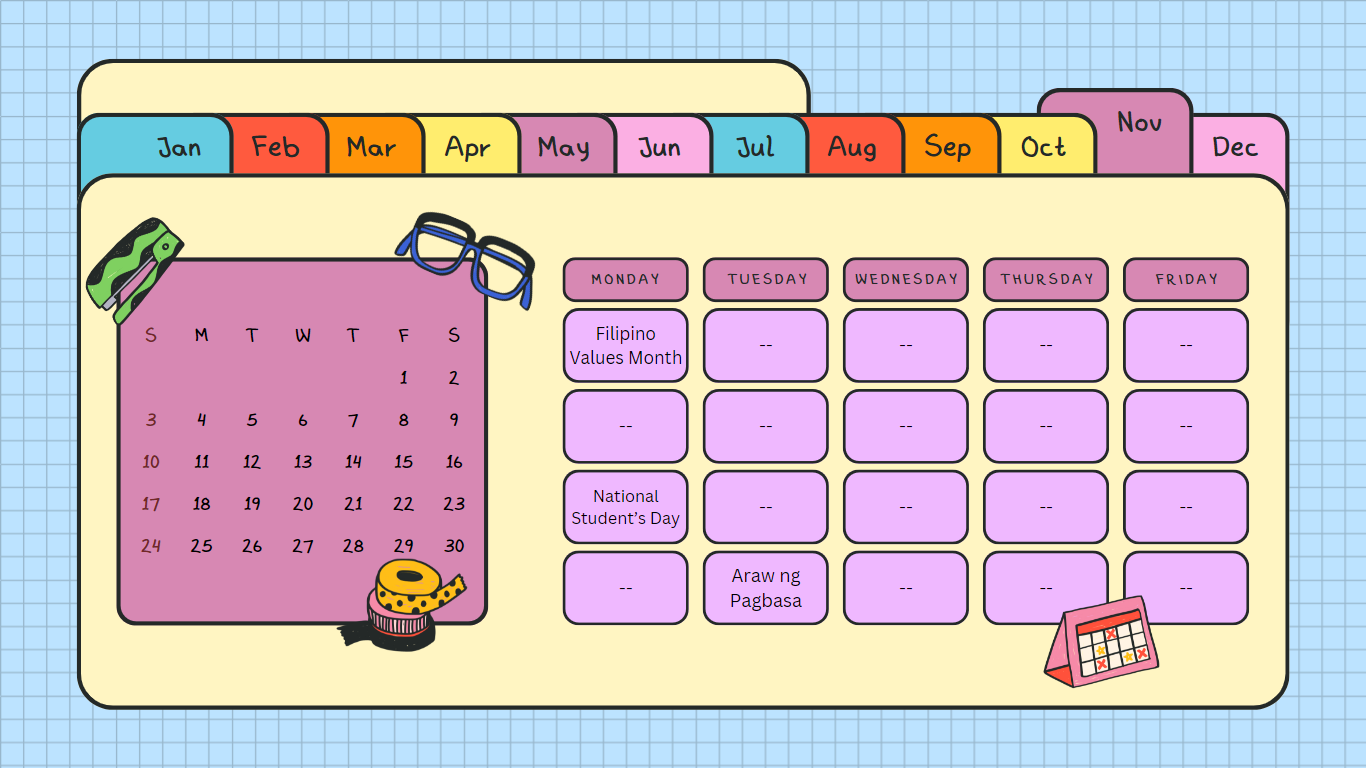 Jan Feb Mar Apr May Jun Jul Aug Sep Oct Nov Dec
S M T W T F S
1 2
3 4 5 6 7 8 9
10 11 12 13 14 15 16
17 18 19 20 21 22 23
24 25 26 27 28 29 30
MONDAY TUESDAY WEDNESDAY THURSDAY FRIDAY
Filipino
Values Month -- -- -- --
-- -- -- -- --
National
Student's Day -- -- -- --
-- Araw ng
Pagbasa -- -- --